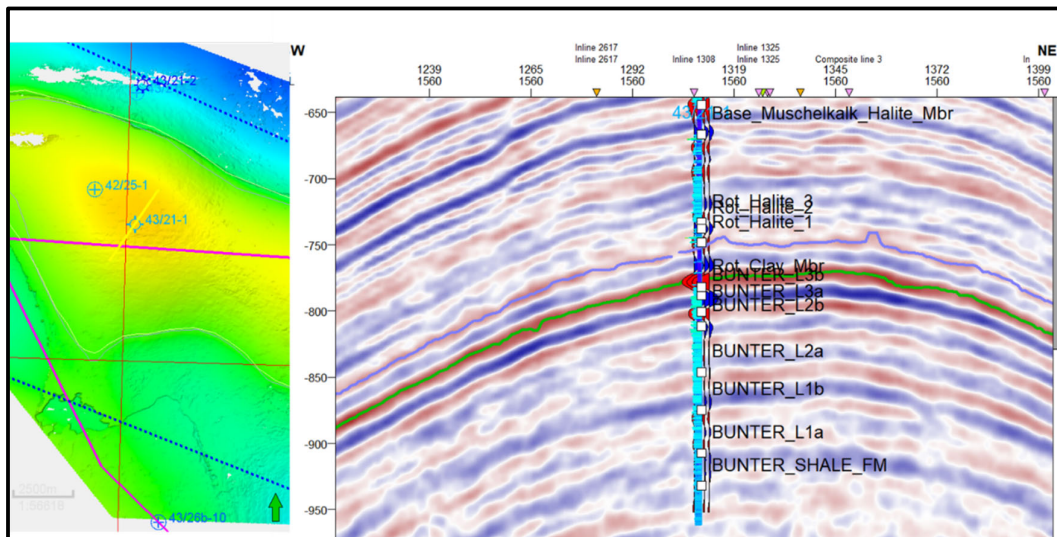 43/21-2
42/25-1
43/21-1
2500m
1:56818
43/26b-10
W
NE
Inline 2617
Inline 2617
Inline 1308
Inline 1325
Inline 1325
Composite line 3
In
1239 1265 1292 1319 1345 1372 1399
1560 1560 1560 1560 1560 1560 1560
-650
-700
-750
-800
-850
-900
-950
Base_Muschelkalk_Halite_Mbr
Rot_Halite_3
Rot_Halite_2
Rot_Halite_1
Rot_Clay_Mbr
BUNTER_L3b
BUNTER_L3a
BUNTER_L2b
BUNTER_L2a
BUNTER_L1b
BUNTER_L1a
BUNTER_SHALE_FM